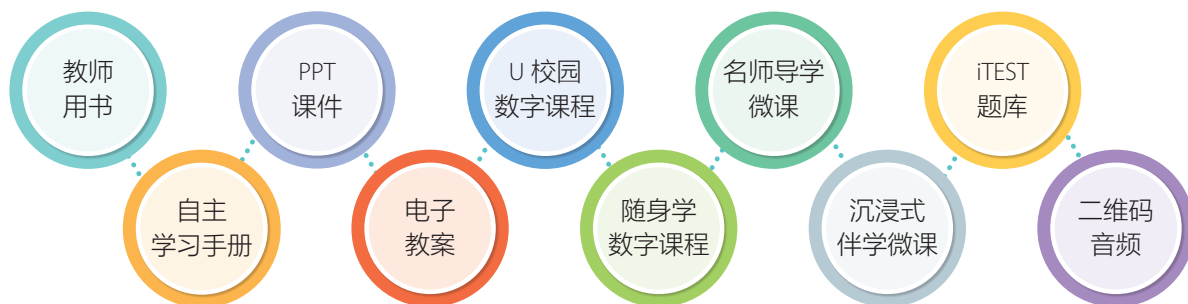 教师
用书
自主
学习手册
PPT
课件
电子
教案
U 校园
数字课程
随身学
数字课程
名师导学
微课
沉浸式
伴学微课
iTEST
题库
二维码
音频